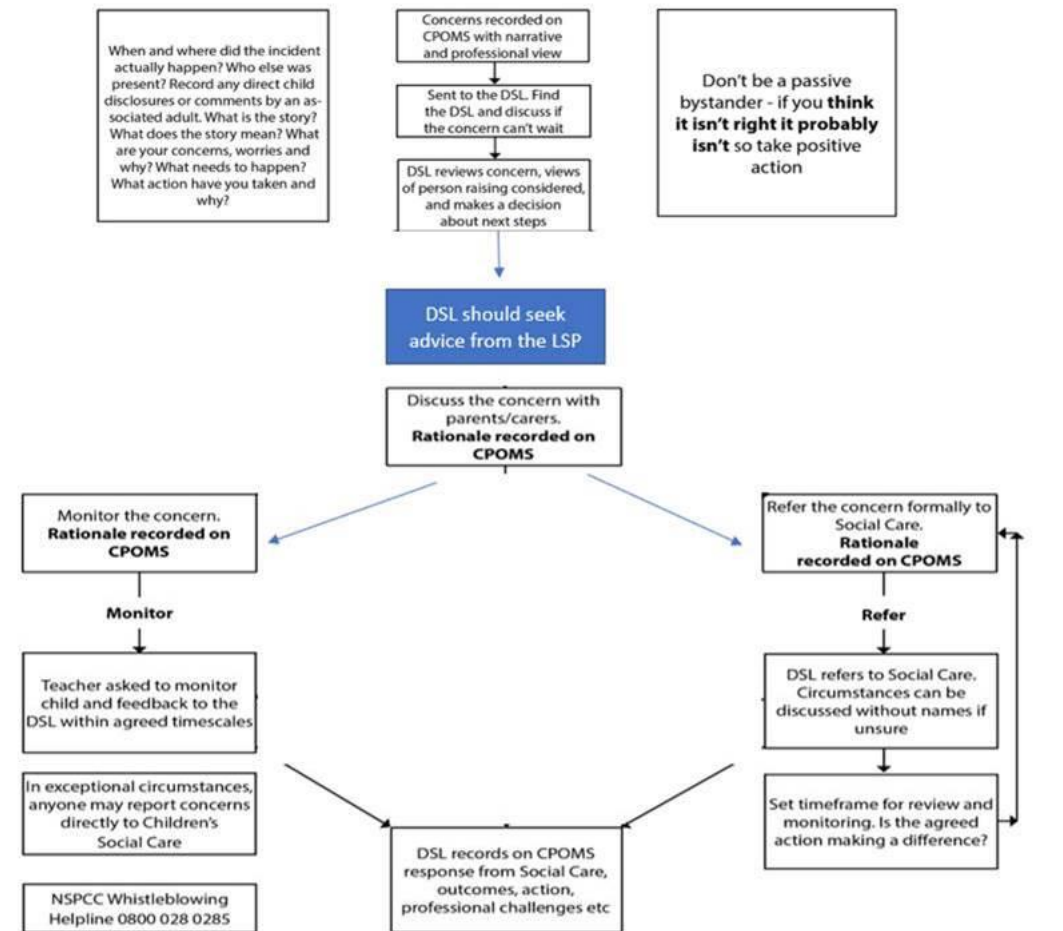 When and where did the incident
actually happen? Who else was
present? Record any direct child
disclosures or comments by an as-
sociated adult. What is the story?
What does the story mean? What
are your concerns, worries and
why? What needs to happen?
What action have you taken and
why?
Concerns recorded on
CPOMS with narrative
and professional view
Sent to the DSL. Find
the DSL and discuss if
the concern can't wait
DSL reviews concern, views
of person raising considered,
and makes a decision
about next steps
Don't be a passive
bystander - if you think
it isn't right it probably
isn't so take positive
action
DSL should seek
advice from the LSP
Discuss the concern with
parents/carers.
Rationale recorded on
CPOMS
Monitor the concern.
Rationale recorded on
CPOMS
Monitor
Teacher asked to monitor
child and feedback to the
DSL within agreed timescales
In exceptional circumstances,
anyone may report concerns
directly to Children's
Social Care
NSPCC Whistleblowing
Helpline 0800 028 0285
Refer the concern formally to
Social Care.
Rationale
recorded on CPOMS
Refer
DSL refers to Social Care.
Circumstances can be
discussed without names if
unsure
Set timeframe for review and
monitoring. Is the agreed
action making a difference?
DSL records on CPOMS
response from Social Care,
outcomes, action,
professional challenges etc